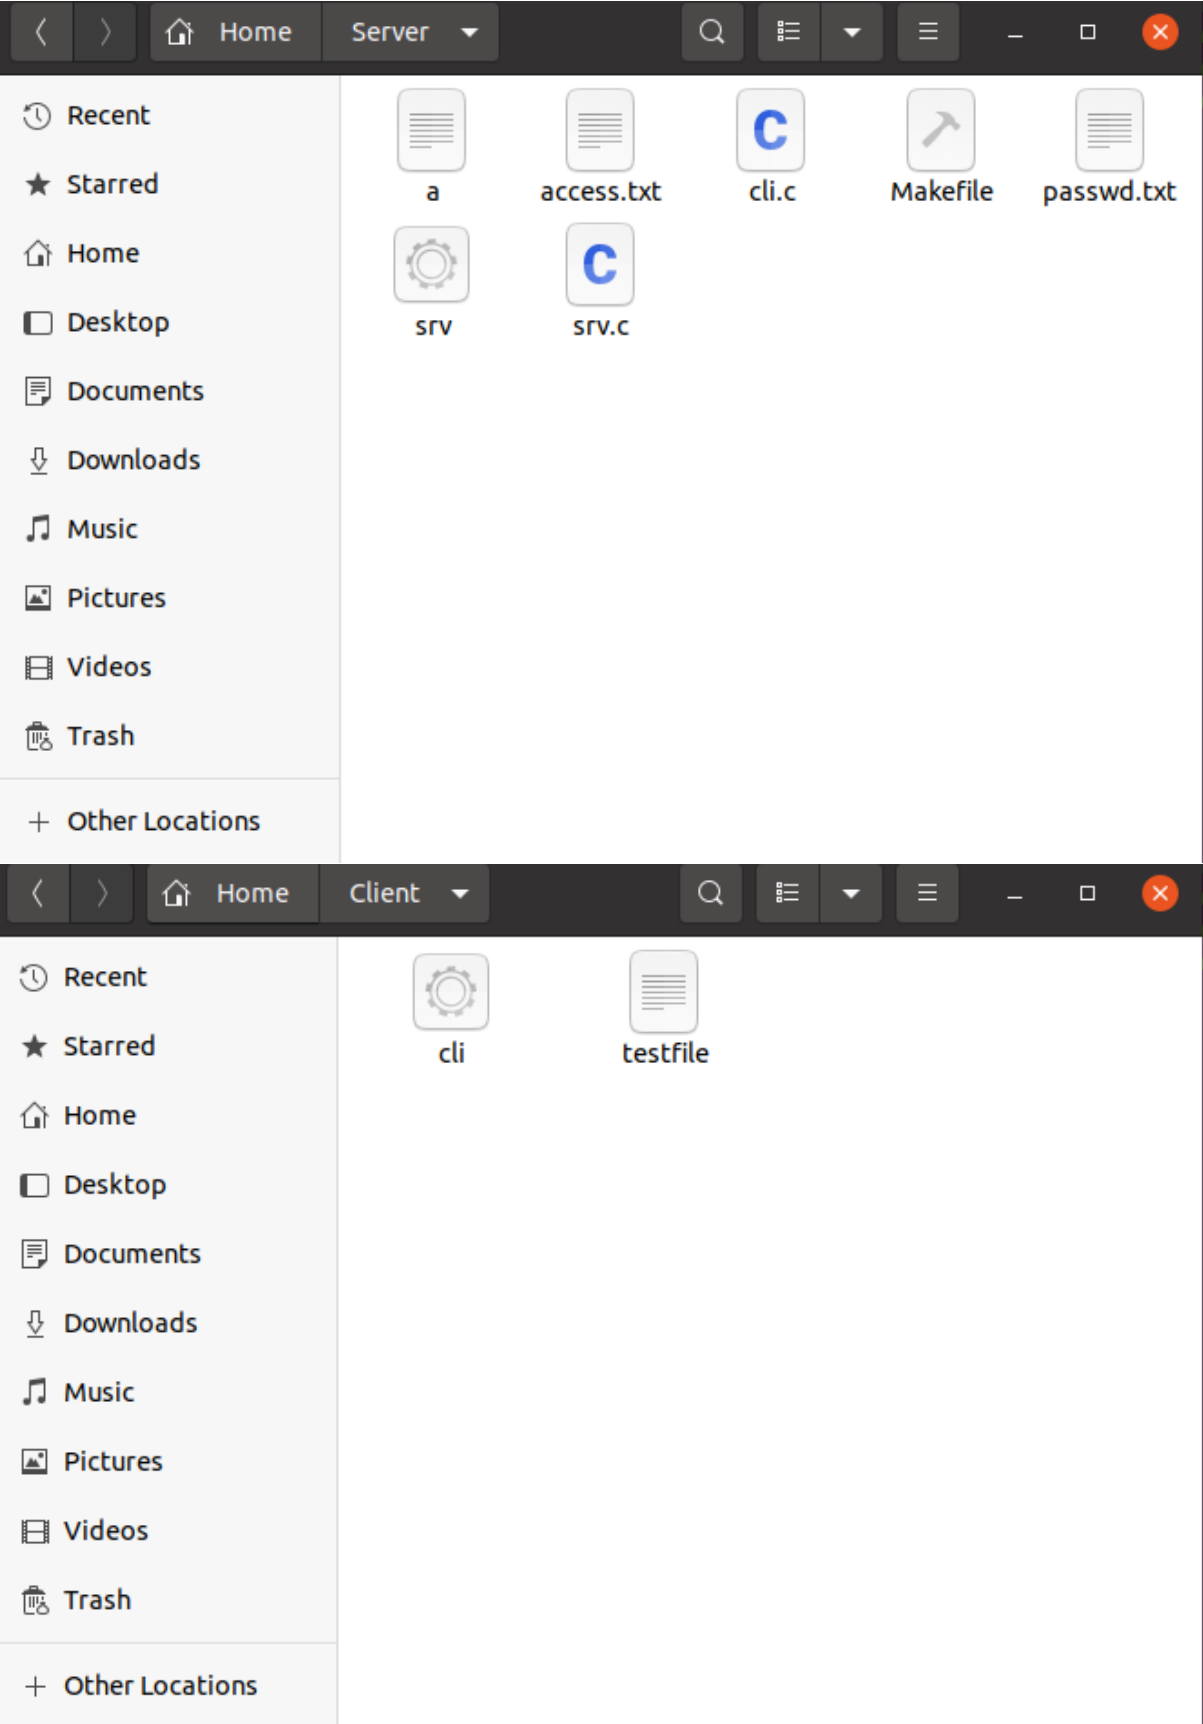 Home Server
Recent
Starred
Home
Desktop
Documents
Downloads
Music
Pictures
Videos
Trash
Other Locations
a access.txt cli.c Makefile passwd.txt
srv srv.c
Home Client
Recent
Starred
Home
Desktop
Documents
Downloads
Music
Pictures
Videos
Trash
Other Locations
cli testfile